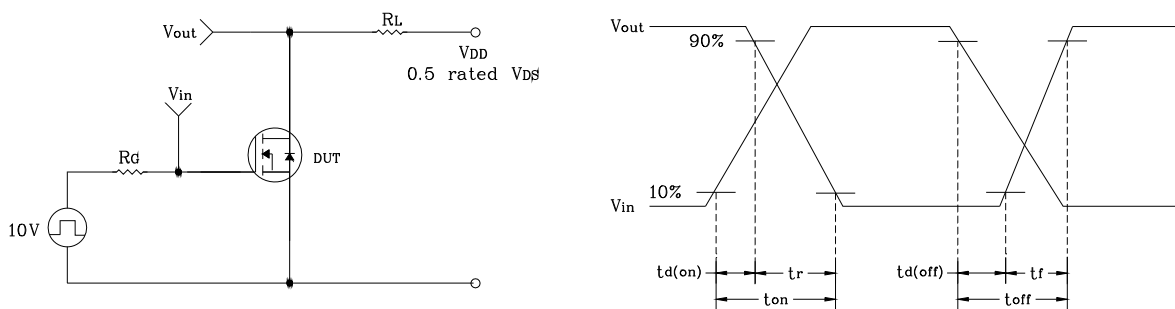 Vout
RL
VDD
0.5 rated VDS
Vin
RG
DUT
10V
Vout
90%
10%
Vin
td(on)
tr
ton
td(off)
tf
toff